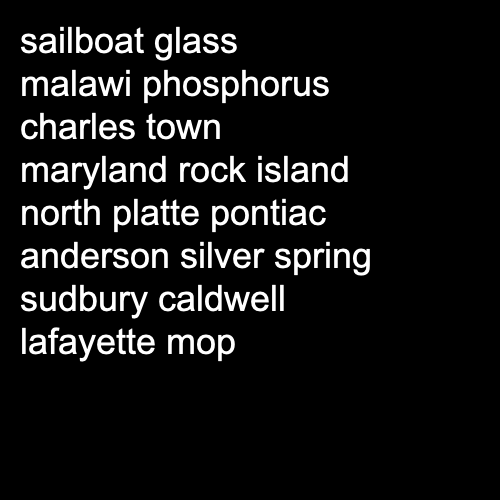 sailboat glass
malawi phosphorus
charles town
maryland rock island
north platte pontiac
anderson silver spring
sudbury caldwell
lafayette mop